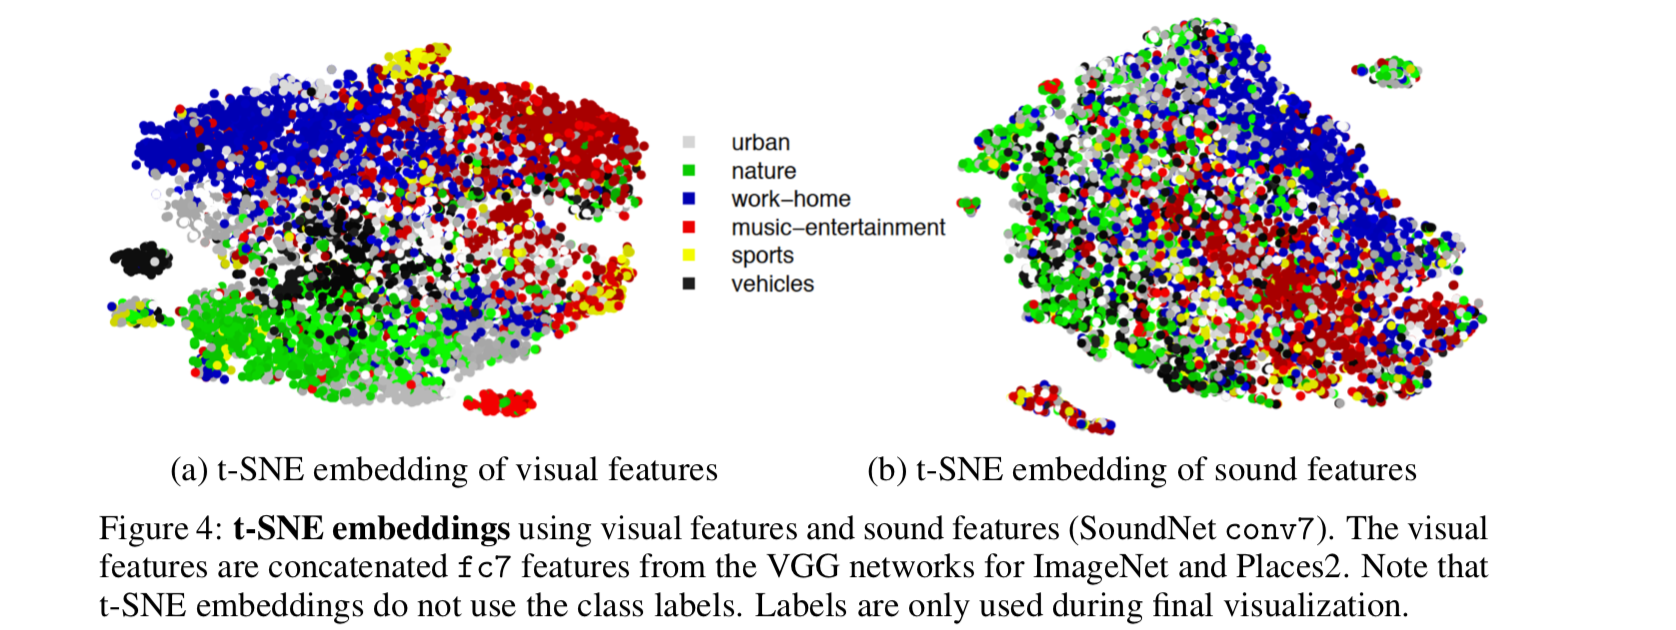 urban
nature
work−home
music−entertainment
sports
vehicles
(a) t-SNE embedding of visual features
(b) t-SNE embedding of sound features
Figure 4: t-SNE embeddings using visual features and sound features (SoundNet conv7). The visual
features are concatenated fc7 features from the VGG networks for ImageNet and Places2. Note that
t-SNE embeddings do not use the class labels. Labels are only used during final visualization.